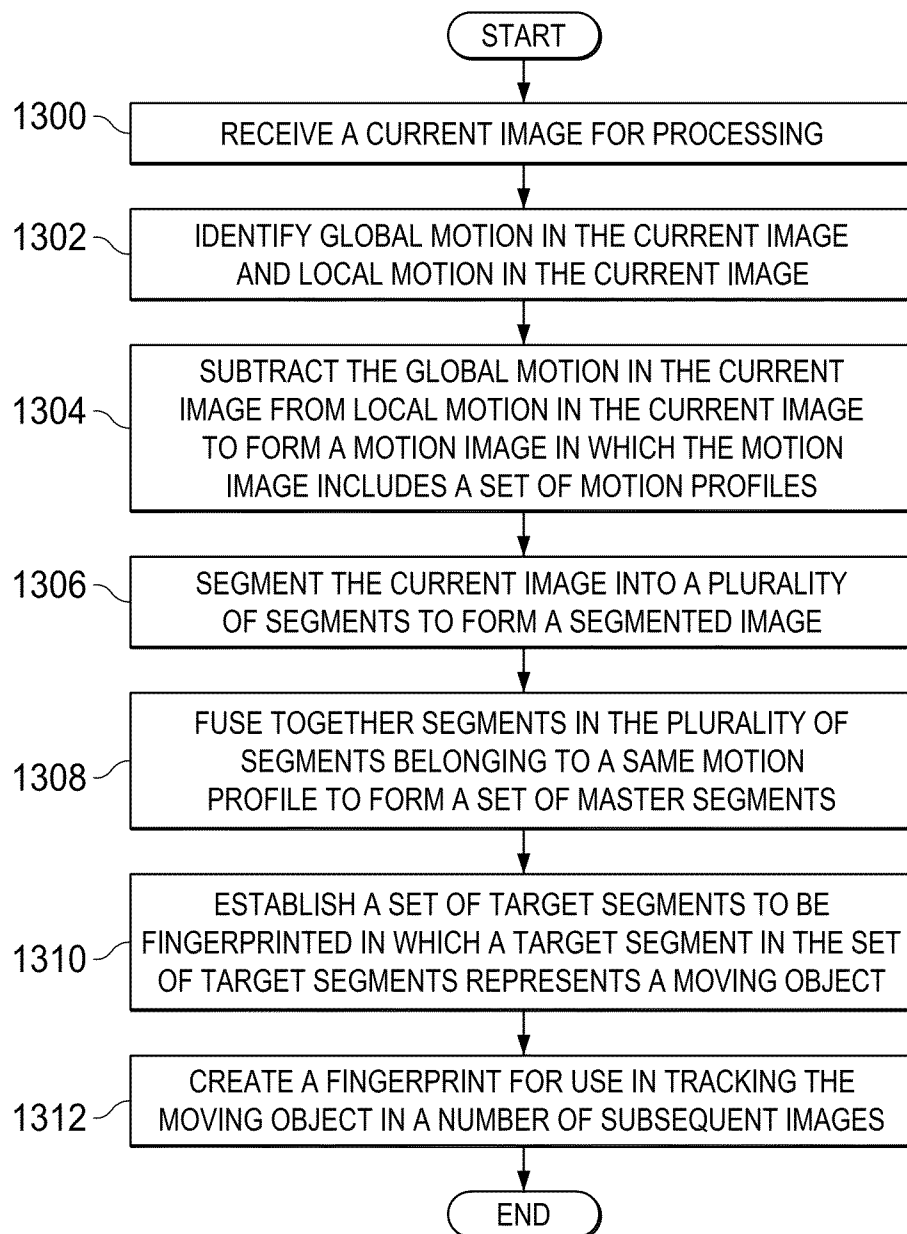 START
1300
RECEIVE A CURRENT IMAGE FOR PROCESSING
1302
IDENTIFY GLOBAL MOTION IN THE CURRENT IMAGE
AND LOCAL MOTION IN THE CURRENT IMAGE
1304
SUBTRACT THE GLOBAL MOTION IN THE CURRENT
IMAGE FROM LOCAL MOTION IN THE CURRENT IMAGE
TO FORM A MOTION IMAGE IN WHICH THE MOTION
IMAGE INCLUDES A SET OF MOTION PROFILES
1306
SEGMENT THE CURRENT IMAGE INTO A PLURALITY
OF SEGMENTS TO FORM A SEGMENTED IMAGE
1308
FUSE TOGETHER SEGMENTS IN THE PLURALITY OF
SEGMENTS BELONGING TO A SAME MOTION
PROFILE TO FORM A SET OF MASTER SEGMENTS
1310
ESTABLISH A SET OF TARGET SEGMENTS TO BE
FINGERPRINTED IN WHICH A TARGET SEGMENT IN THE SET
OF TARGET SEGMENTS REPRESENTS A MOVING OBJECT
1312
CREATE A FINGERPRINT FOR USE IN TRACKING THE
MOVING OBJECT IN A NUMBER OF SUBSEQUENT IMAGES
END